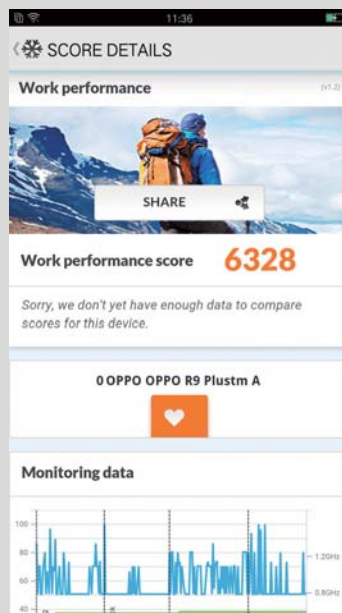 11:36
SCORE DETAILS
Work performance (v1.2)
SHARE
Work performance score 6328
Sorry, we don't yet have enough data to compare
scores for this device.
0 OPPO OPPO R9 Plustm A
Monitoring data
100
80
60
40
1.2GHz
0.8GHz